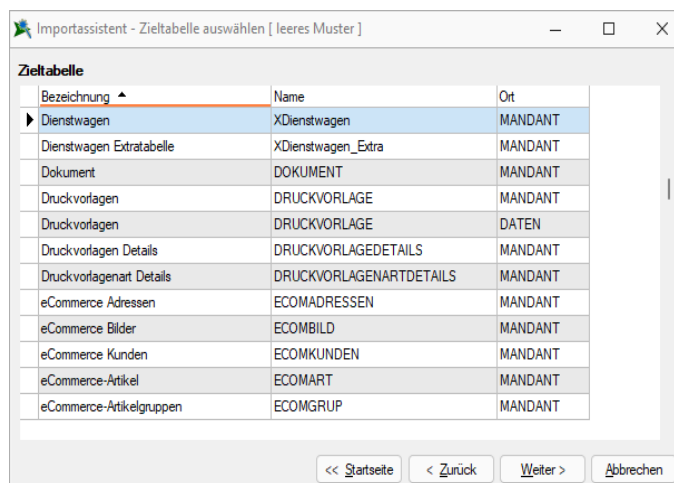 Importassistent - Zieltabelle auswählen [ leeres Muster ]
Zieltabelle
Bezeichnung Name Ort
Dienstwagen XDienstwagen MANDANT
Dienstwagen Extratabelle XDienstwagen_Extra MANDANT
Dokument DOKUMENT MANDANT
Druckvorlagen DRUCKVORLAGE MANDANT
Druckvorlagen DRUCKVORLAGE DATEN
Druckvorlagen Details DRUCKVORLAGEDETAILS MANDANT
Druckvorlagenart Details DRUCKVORLAGENARTDETAILS MANDANT
eCommerce Adressen ECOMADRESSEN MANDANT
eCommerce Bilder ECOMBILD MANDANT
eCommerce Kunden ECOMKUNDEN MANDANT
eCommerce-Artikel ECOMART MANDANT
eCommerce-Artikelgruppen ECOMGRUP MANDANT
<< Startseite < Zurück Weiter > Abbrechen